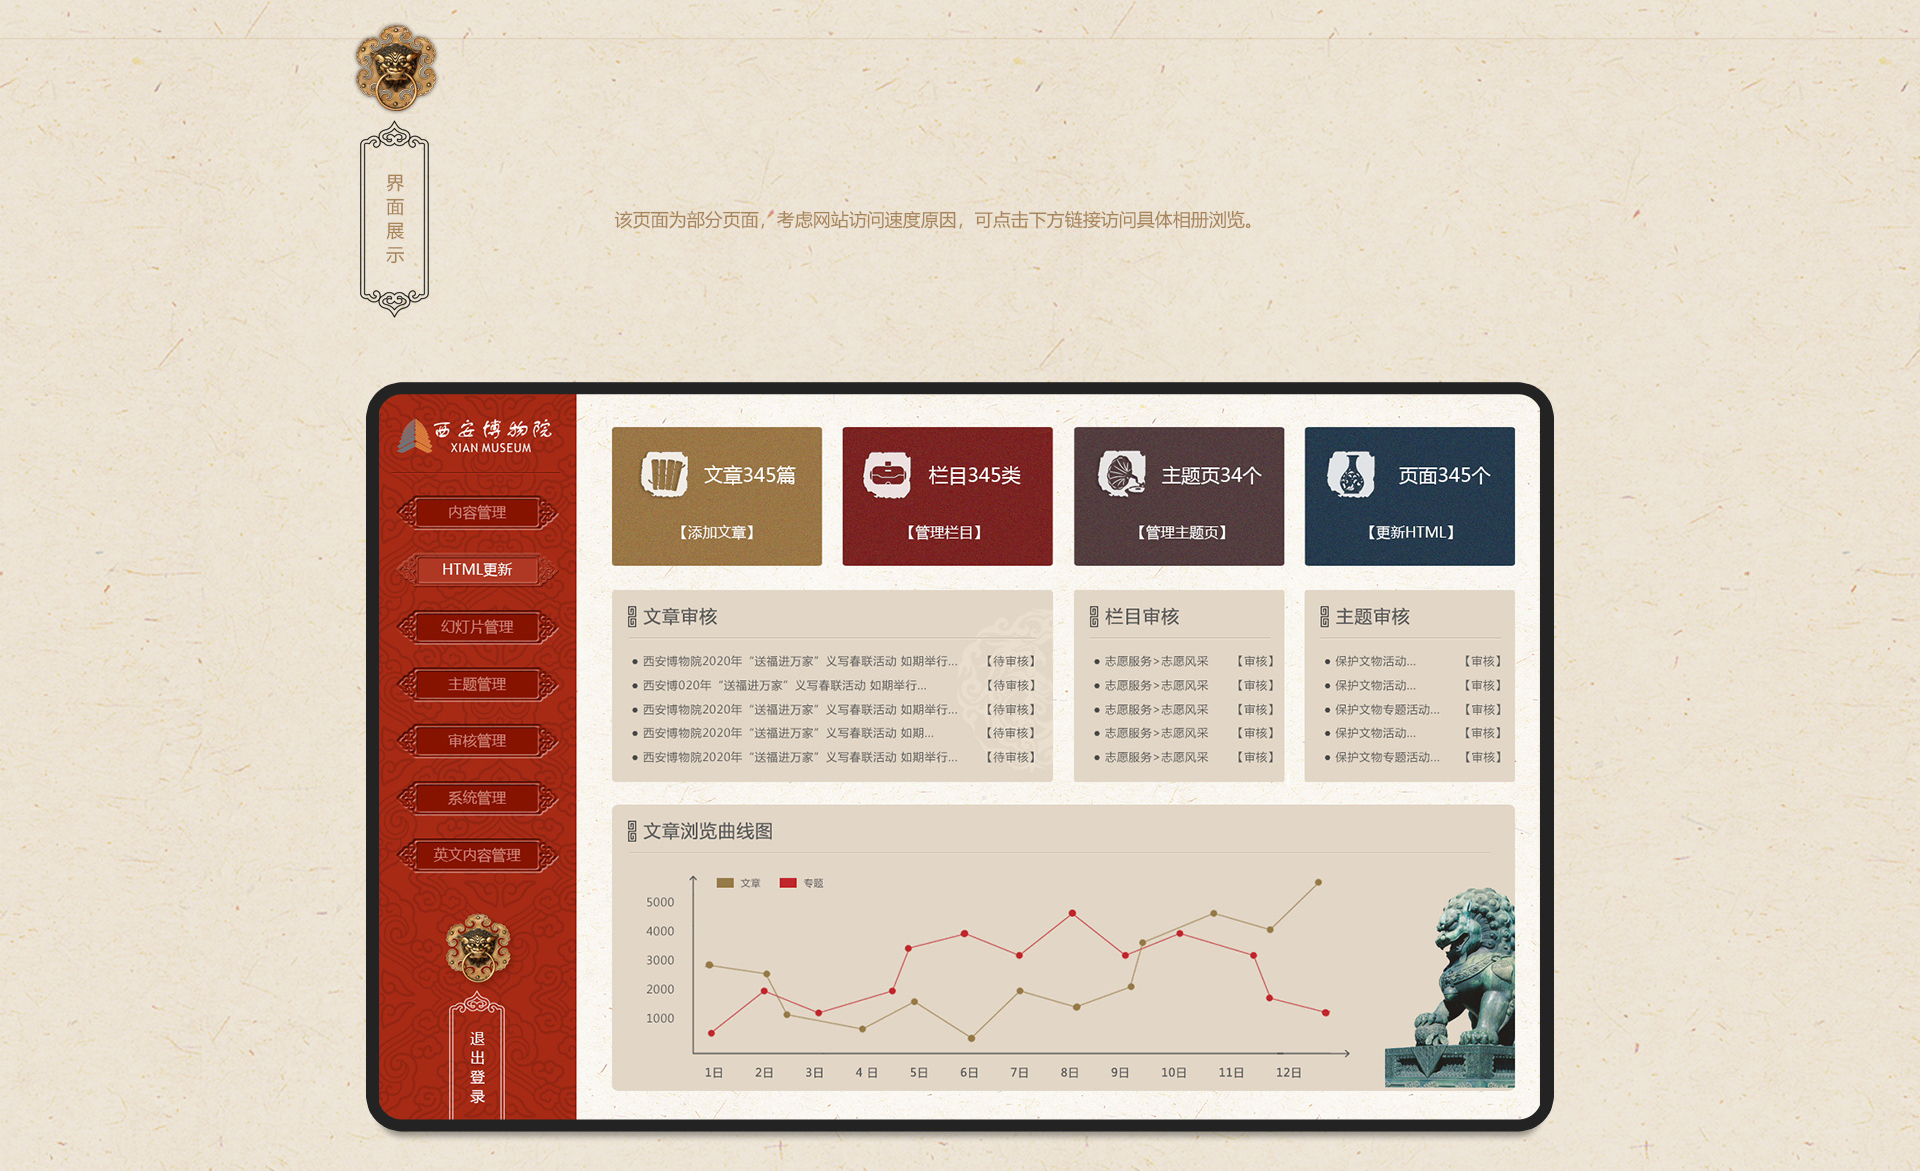 界面展示
该页面为部分页面,考虑网站访问速度原因,可点击下方链接访问具体相册浏览。
西安博物院
XIAN MUSEUM
内容管理
HTML更新
幻灯片管理
主题管理
审核管理
系统管理
英文内容管理
退出登录
文章345篇
【添加文章】
栏目345类
【管理栏目】
主题页34个
【管理主题页】
页面345个
【更新HTML】
文章审核
西安博物院2020年“送福进万家”义写春联活动 如期举行... 【待审核】
西安博020年“送福进万家”义写春联活动 如期举行... 【待审核】
西安博物院2020年“送福进万家”义写春联活动 如期举行... 【待审核】
西安博物院2020年“送福进万家”义写春联活动 如期... 【待审核】
西安博物院2020年“送福进万家”义写春联活动 如期举行... 【待审核】
栏目审核
志愿服务>志愿风采 【审核】
志愿服务>志愿风采 【审核】
志愿服务>志愿风采 【审核】
志愿服务>志愿风采 【审核】
志愿服务>志愿风采 【审核】
主题审核
保护文物活动... 【审核】
保护文物活动... 【审核】
保护文物专题活动... 【审核】
保护文物活动... 【审核】
保护文物专题活动... 【审核】
文章浏览曲线图
文章 专题
5000
4000
3000
2000
1000
1日 2日 3日 4 日 5日 6日 7日 8日 9日 10日 11日 12日